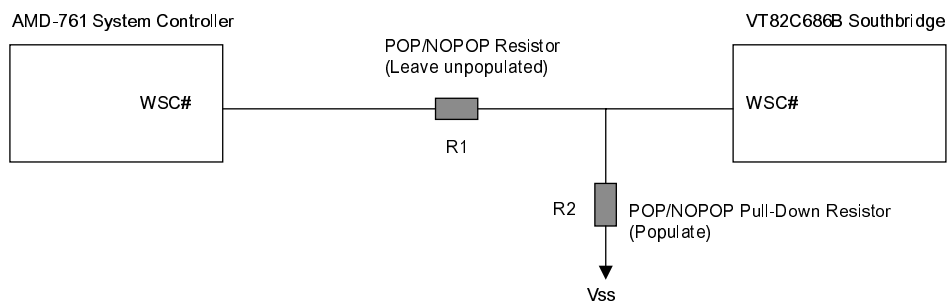 AMD-761 System Controller
VT82C686B Southbridge
POP/NOPOP Resistor
(Leave unpopulated)
WSC#
WSC#
R1
R2
POP/NOPOP Pull-Down Resistor
(Populate)
Vss